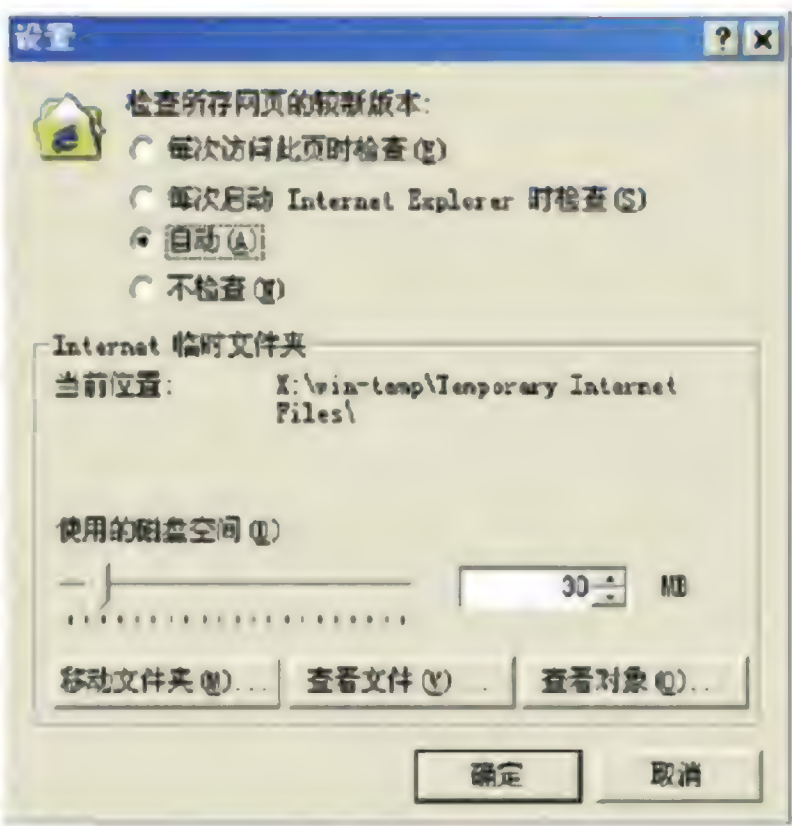 设置
检查所存网页的较新版本:
每次访问此页时检查(E)
每次启动 Internet Explorer 时检查(S)
自动(A)
不检查(N)
Internet 临时文件夹
当前位置: X:\win-temp\Temporary Internet
Files\
使用的磁盘空间(D)
30 MB
移动文件夹(M)... 查看文件(V)... 查看对象(O)...
确定 取消